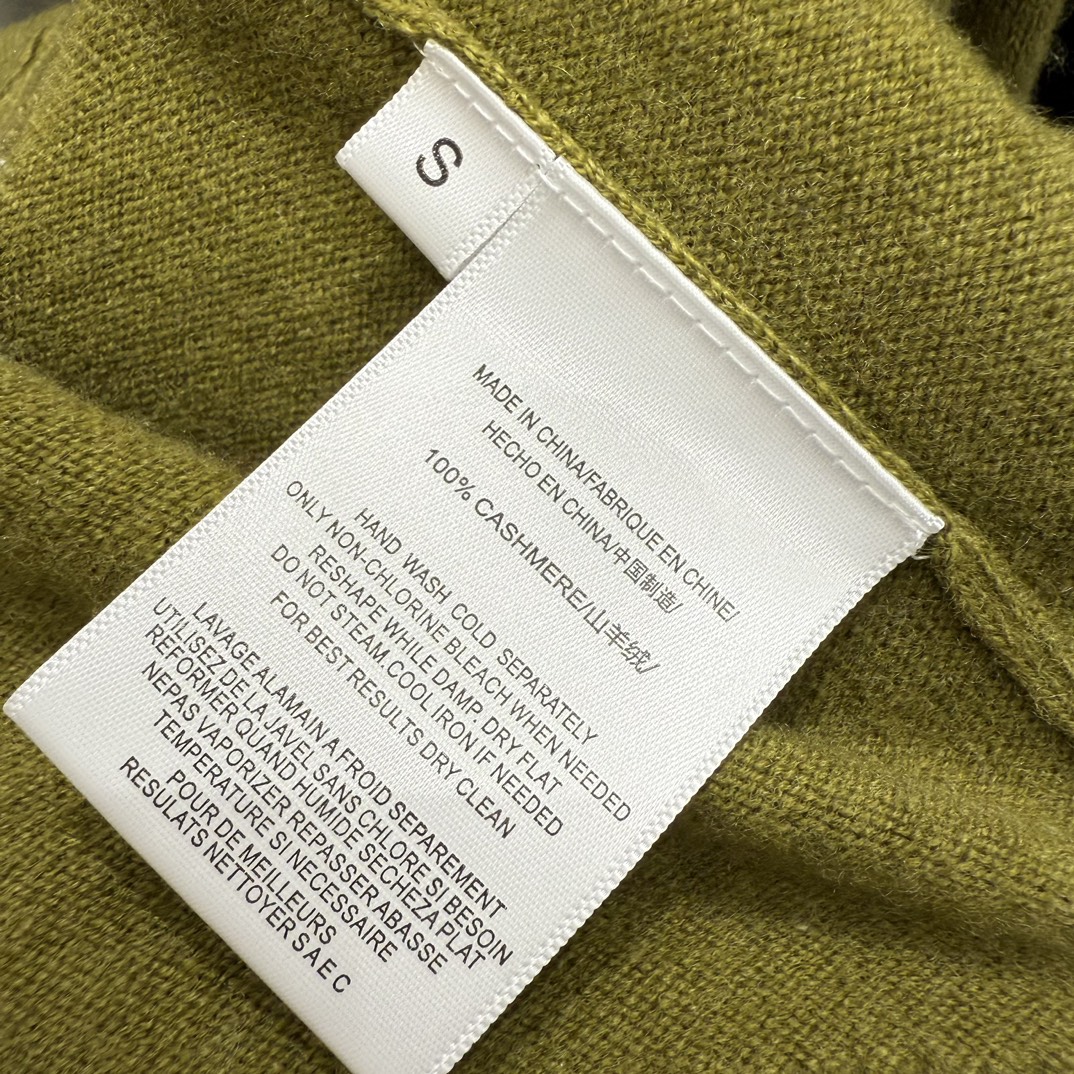 S
MADE IN CHINA/FABRIQUE EN CHINE/
HECHO EN CHINA/中国制造/
100% CASHMERE/山羊绒/
HAND WASH COLD SEPARATELY
ONLY NON-CHLORINE BLEACH WHEN NEEDED
RESHAPE WHILE DAMP. DRY FLAT
DO NOT STEAM. COOL IRON IF NEEDED
FOR BEST RESULTS DRY CLEAN
LAVAGE ALAMAIN A FROID SEPAREMENT
UTILISEZ DE LA JAVEL SANS CHLORE SI BESOIN
REFORMER QUAND HUMIDE SECHEZ A PLAT
NEPAS VAPORIZER REPASSER ABASSE
TEMPERATURE SI NECESSAIRE
POUR DE MEILLEURS
RESULATS NETTOYER S A E C